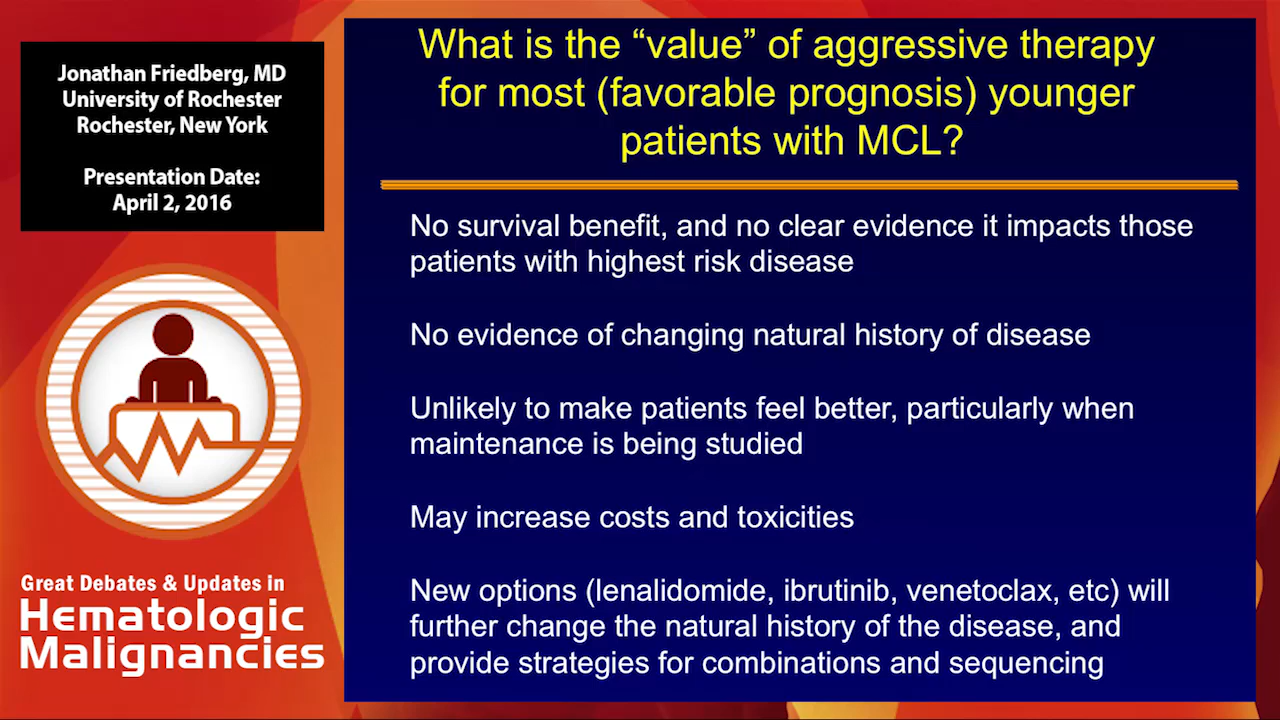 Jonathan Friedberg, MD
University of Rochester
Rochester, New York
Presentation Date:
April 2, 2016
Great Debates & Updates in
Hematologic
Malignancies
What is the “value” of aggressive therapy
for most (favorable prognosis) younger
patients with MCL?
No survival benefit, and no clear evidence it impacts those
patients with highest risk disease
No evidence of changing natural history of disease
Unlikely to make patients feel better, particularly when
maintenance is being studied
May increase costs and toxicities
New options (lenalidomide, ibrutinib, venetoclax, etc) will
further change the natural history of the disease, and
provide strategies for combinations and sequencing